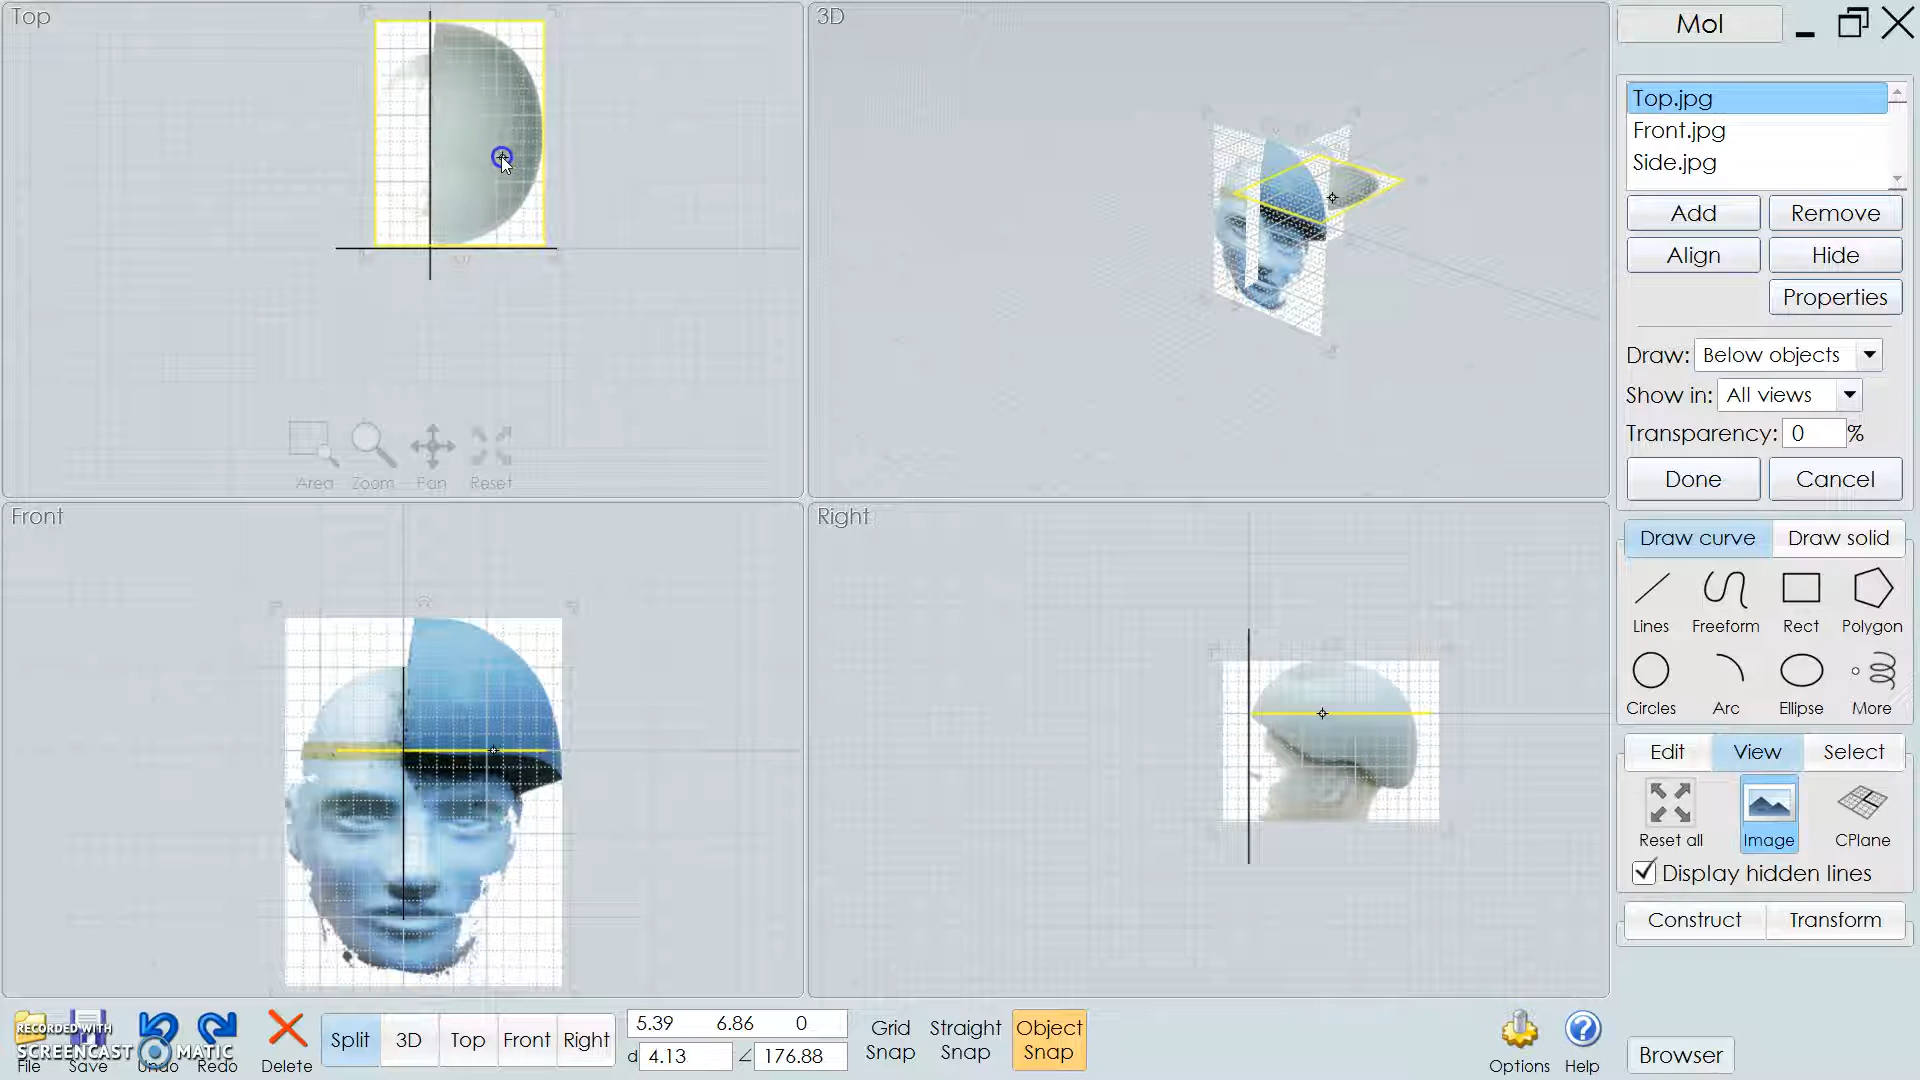 Top
3D
MoI
Top.jpg
Front.jpg
Side.jpg
Add
Remove
Align
Hide
Properties
Draw: Below objects
Show in: All views
Transparency: 0 %
Done
Cancel
Area
Zoom
Pan
Reset
Front
Right
Draw curve
Draw solid
Lines
Freeform
Rect
Polygon
Circles
Arc
Ellipse
More
Edit
View
Select
Reset all
Image
CPlane
Display hidden lines
Construct
Transform
RECORDED WITH
SCREENCAST MATIC
File
Save
Undo
Redo
Delete
Split
3D
Top
Front
Right
5.39 6.86 0
d 4.13 ∠ 176.88
Grid Snap
Straight Snap
Object Snap
Options
Help
Browser